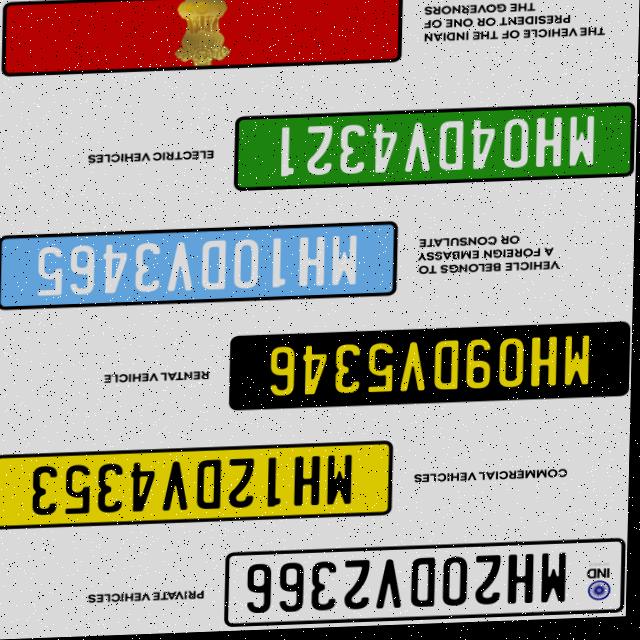 IND
MH20DV2366
PRIVATE VEHICLES
COMMERCIAL VEHICLES
MH12DV4353
MH09DV5346
RENTAL VEHICLE
VEHICLE BELONGS TO
A FOREIGN EMBASSY
OR CONSULATE
MH10DV3465
MH04DV4321
ELECTRIC VEHICLES
THE VEHICLE OF THE INDIAN
PRESIDENT OR ONE OF
THE GOVERNORS